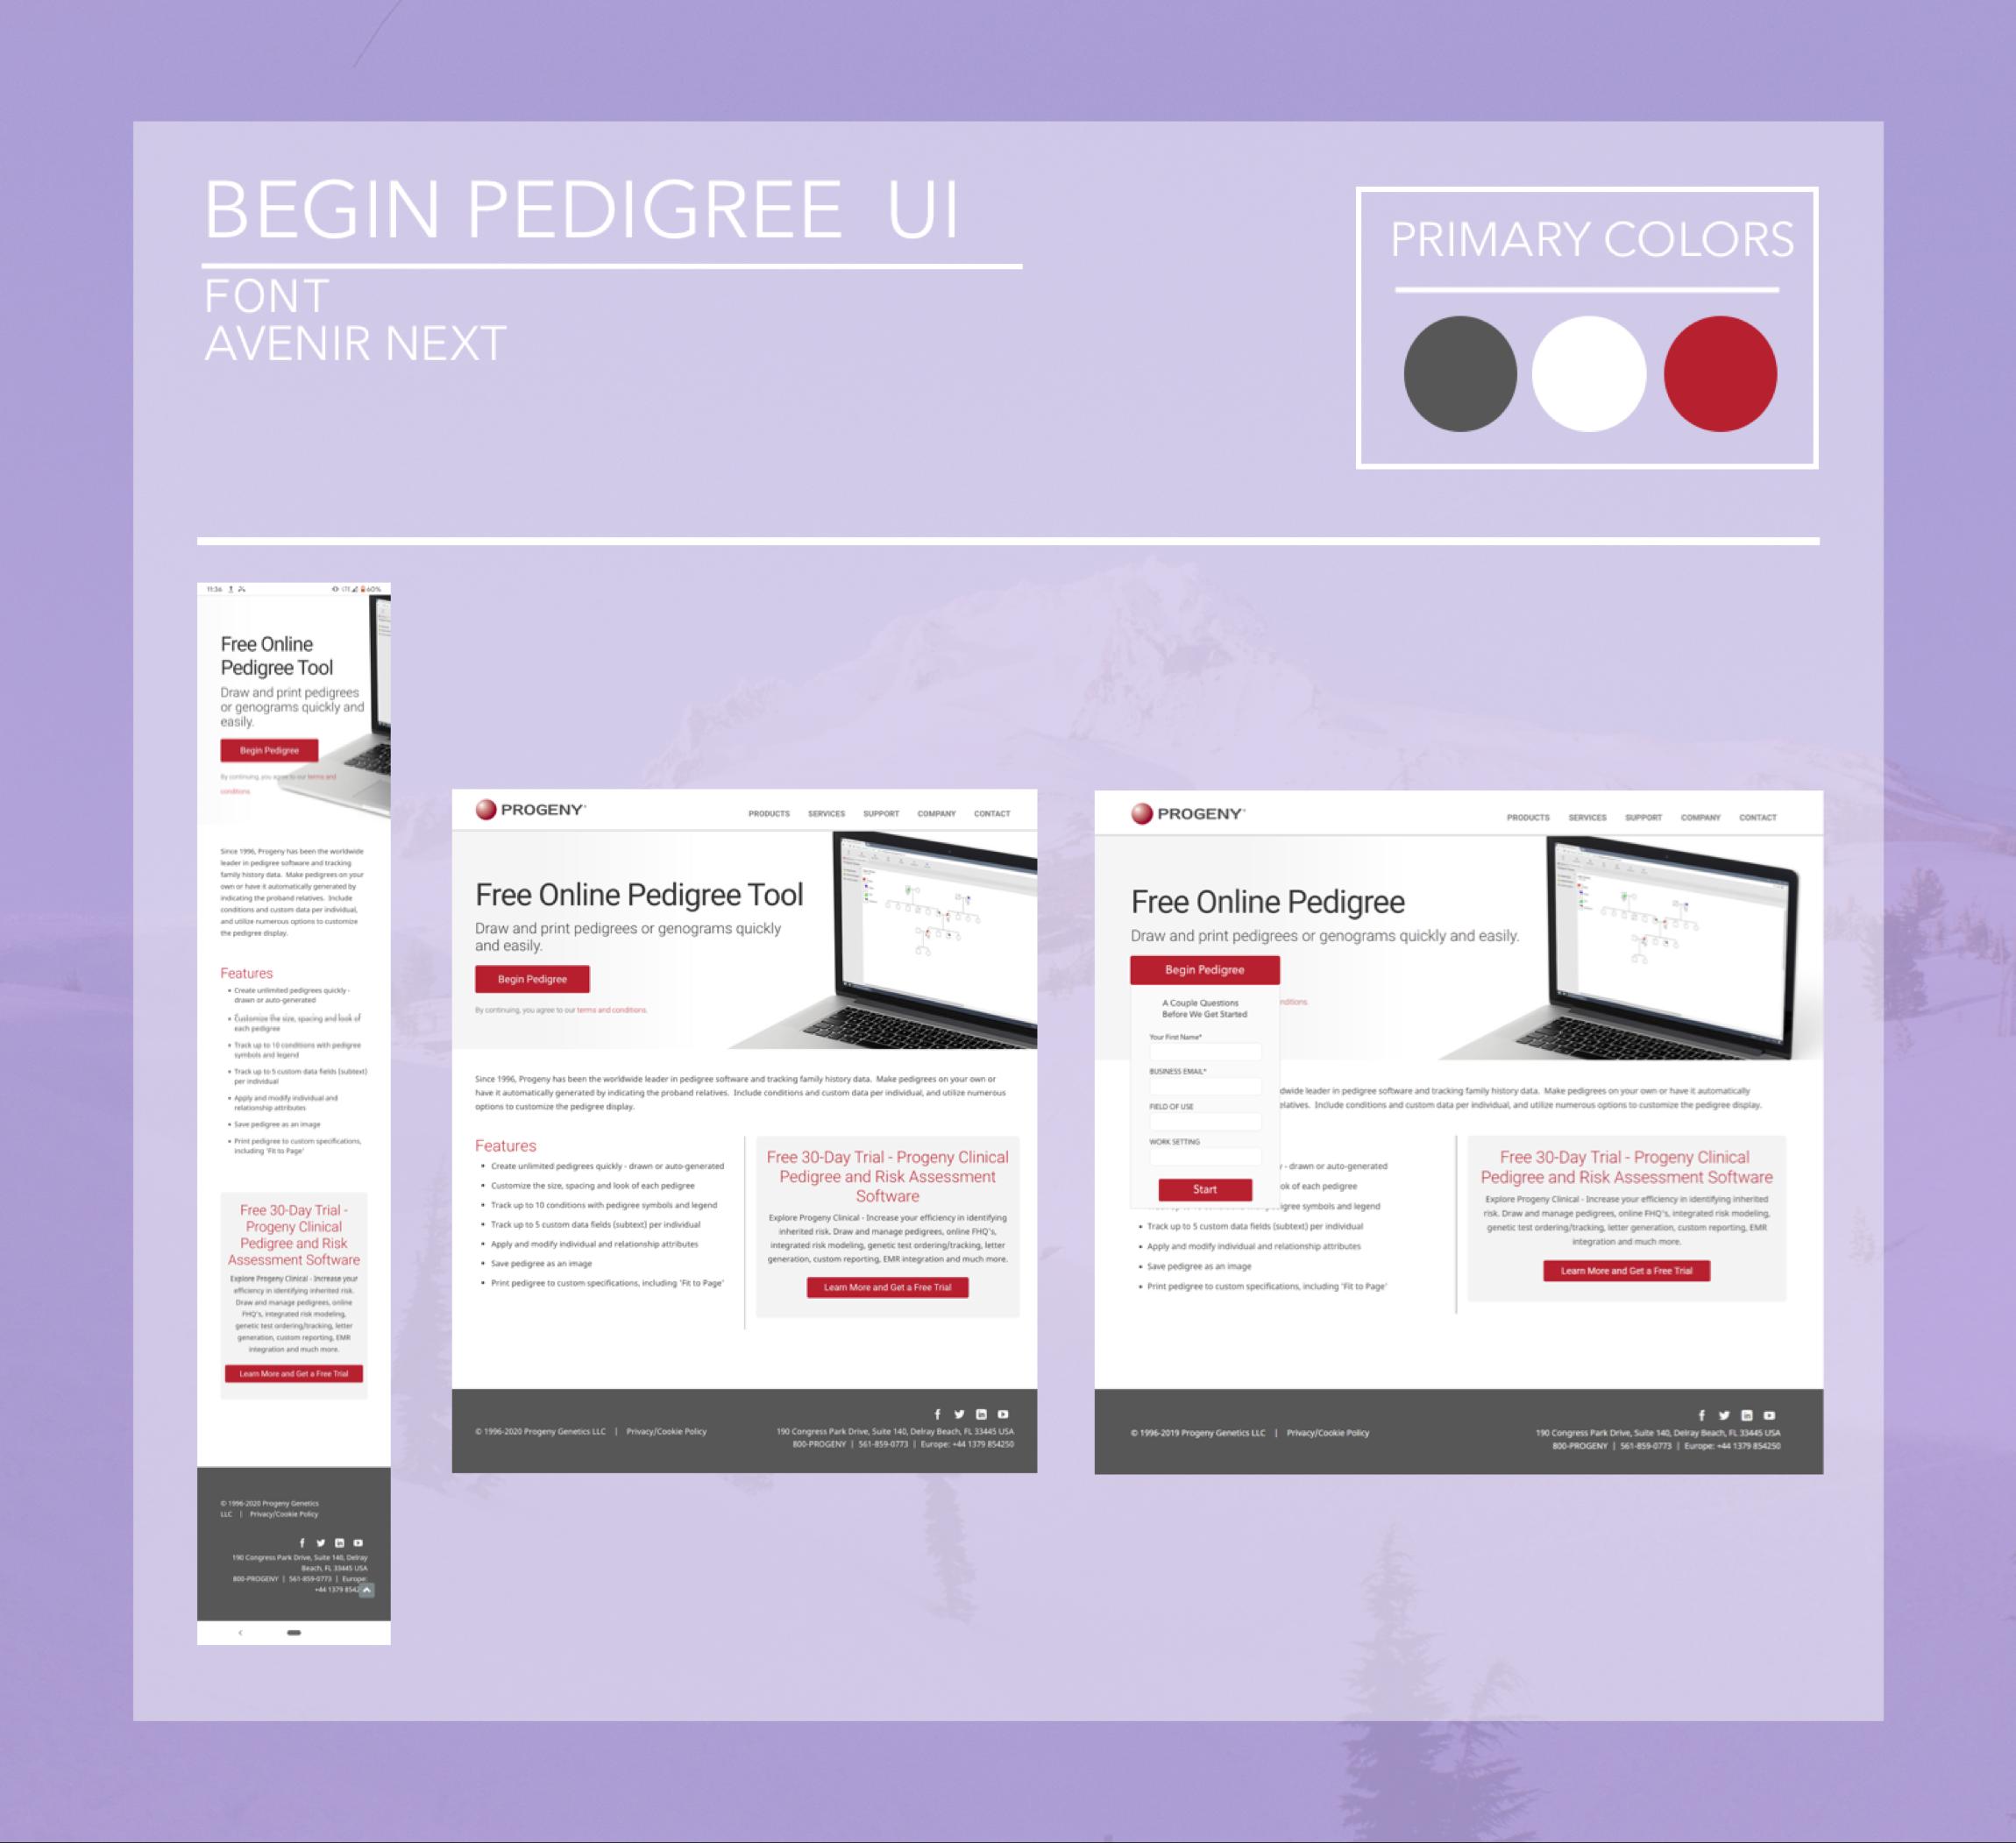 BEGIN PEDIGREE UI
FONT
AVENIR NEXT
PRIMARY COLORS
11:36
LTE
60%
Free Online
Pedigree Tool
Draw and print pedigrees
or genograms quickly and
easily.
Begin Pedigree
By continuing, you agree to our terms and
conditions.
Since 1996, Progeny has been the worldwide
leader in pedigree software and tracking
family history data. Make pedigrees on your
own or have it automatically generated by
indicating the proband relatives. Include
conditions and custom data per individual,
and utilize numerous options to customize
the pedigree display.
Features
• Create unlimited pedigrees quickly -
drawn or auto-generated
• Customize the size, spacing and look of
each pedigree
• Track up to 10 conditions with pedigree
symbols and legend
• Track up to 5 custom data fields (subtext)
per individual
• Apply and modify individual and
relationship attributes
• Save pedigree as an image
• Print pedigree to custom specifications,
including 'Fit to Page'
Free 30-Day Trial -
Progeny Clinical
Pedigree and Risk
Assessment Software
Explore Progeny Clinical - Increase your
efficiency in identifying inherited risk.
Draw and manage pedigrees, online
FHQ's, integrated risk modeling,
genetic test ordering/tracking, letter
generation, custom reporting, EMR
integration and much more.
Learn More and Get a Free Trial
© 1996-2020 Progeny Genetics
LLC | Privacy/Cookie Policy
190 Congress Park Drive, Suite 140, Delray
Beach, FL 33445 USA
800-PROGENY | 561-859-0773 | Europe:
+44 1379 8542
PROGENY
PRODUCTS SERVICES SUPPORT COMPANY CONTACT
Free Online Pedigree Tool
Draw and print pedigrees or genograms quickly
and easily.
Begin Pedigree
By continuing, you agree to our terms and conditions.
Since 1996, Progeny has been the worldwide leader in pedigree software and tracking family history data. Make pedigrees on your own or
have it automatically generated by indicating the proband relatives. Include conditions and custom data per individual, and utilize numerous
options to customize the pedigree display.
Features
• Create unlimited pedigrees quickly - drawn or auto-generated
• Customize the size, spacing and look of each pedigree
• Track up to 10 conditions with pedigree symbols and legend
• Track up to 5 custom data fields (subtext) per individual
• Apply and modify individual and relationship attributes
• Save pedigree as an image
• Print pedigree to custom specifications, including 'Fit to Page'
Free 30-Day Trial - Progeny Clinical
Pedigree and Risk Assessment
Software
Explore Progeny Clinical - Increase your efficiency in identifying
inherited risk. Draw and manage pedigrees, online FHQ's,
integrated risk modeling, genetic test ordering/tracking, letter
generation, custom reporting, EMR integration and much more.
Learn More and Get a Free Trial
© 1996-2020 Progeny Genetics LLC | Privacy/Cookie Policy
190 Congress Park Drive, Suite 140, Delray Beach, FL 33445 USA
800-PROGENY | 561-859-0773 | Europe: +44 1379 854250
PROGENY
PRODUCTS SERVICES SUPPORT COMPANY CONTACT
Free Online Pedigree
Draw and print pedigrees or genograms quickly and easily.
Begin Pedigree
nditions.
A Couple Questions
Before We Get Started
Your First Name*
BUSINESS EMAIL*
FIELD OF USE
WORK SETTING
Start
dwide leader in pedigree software and tracking family history data. Make pedigrees on your own or have it automatically
elatives. Include conditions and custom data per individual, and utilize numerous options to customize the pedigree display.
- drawn or auto-generated
ok of each pedigree
igree symbols and legend
• Track up to 5 custom data fields (subtext) per individual
• Apply and modify individual and relationship attributes
• Save pedigree as an image
• Print pedigree to custom specifications, including 'Fit to Page'
Free 30-Day Trial - Progeny Clinical
Pedigree and Risk Assessment Software
Explore Progeny Clinical - Increase your efficiency in identifying inherited
risk. Draw and manage pedigrees, online FHQ's, integrated risk modeling,
genetic test ordering/tracking, letter generation, custom reporting, EMR
integration and much more.
Learn More and Get a Free Trial
© 1996-2019 Progeny Genetics LLC | Privacy/Cookie Policy
190 Congress Park Drive, Suite 140, Delray Beach, FL 33445 USA
800-PROGENY | 561-859-0773 | Europe: +44 1379 854250